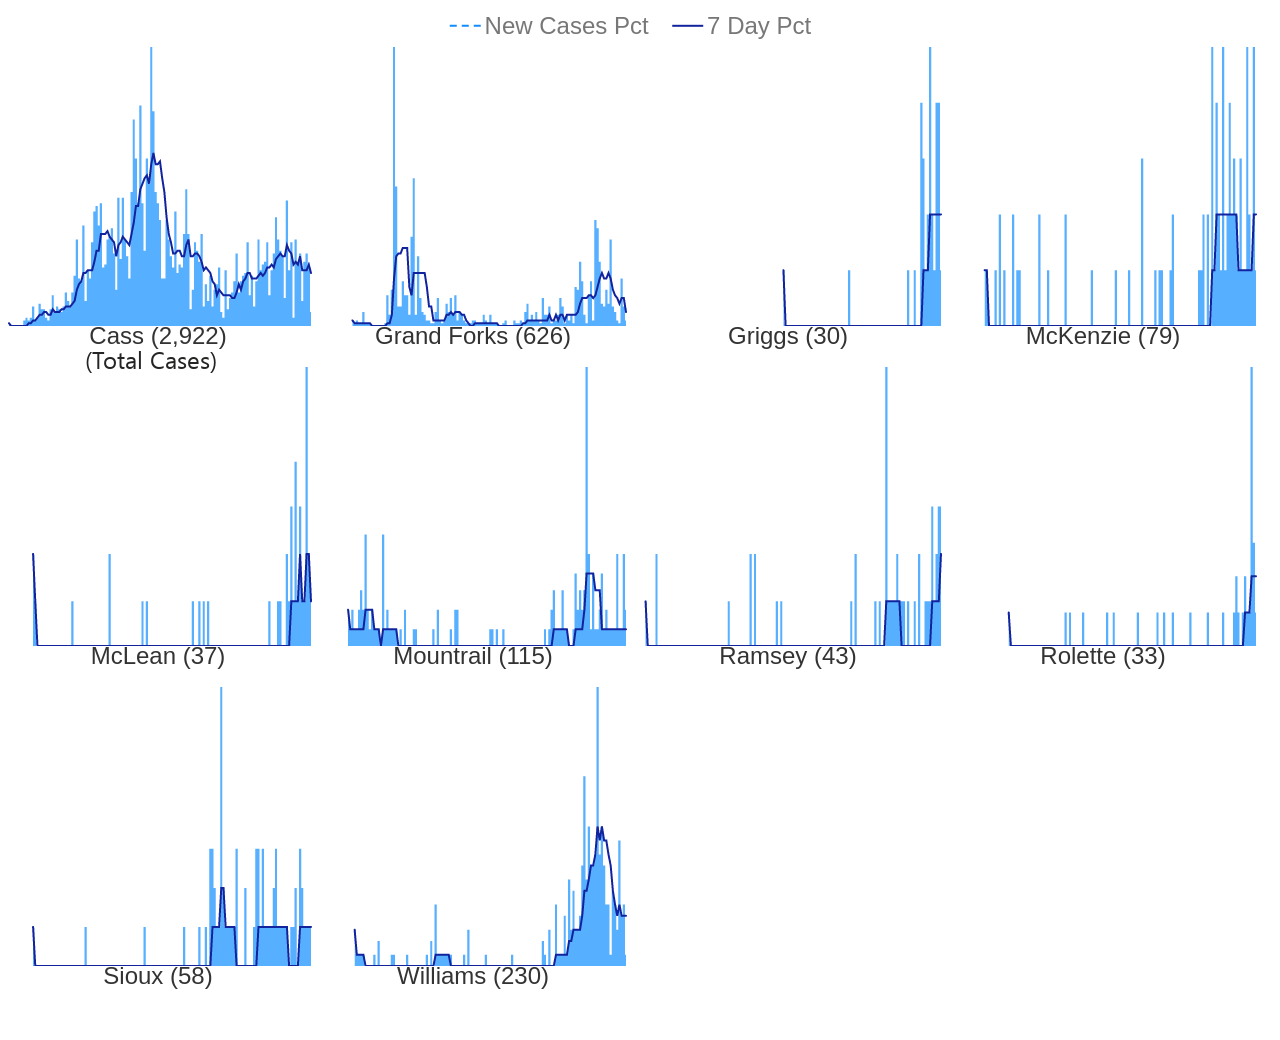 New Cases Pct 7 Day Pct
Cass (2,922) Grand Forks (626) Griggs (30) McKenzie (79)
(Total Cases)
McLean (37) Mountrail (115) Ramsey (43) Rolette (33)
Sioux (58) Williams (230)